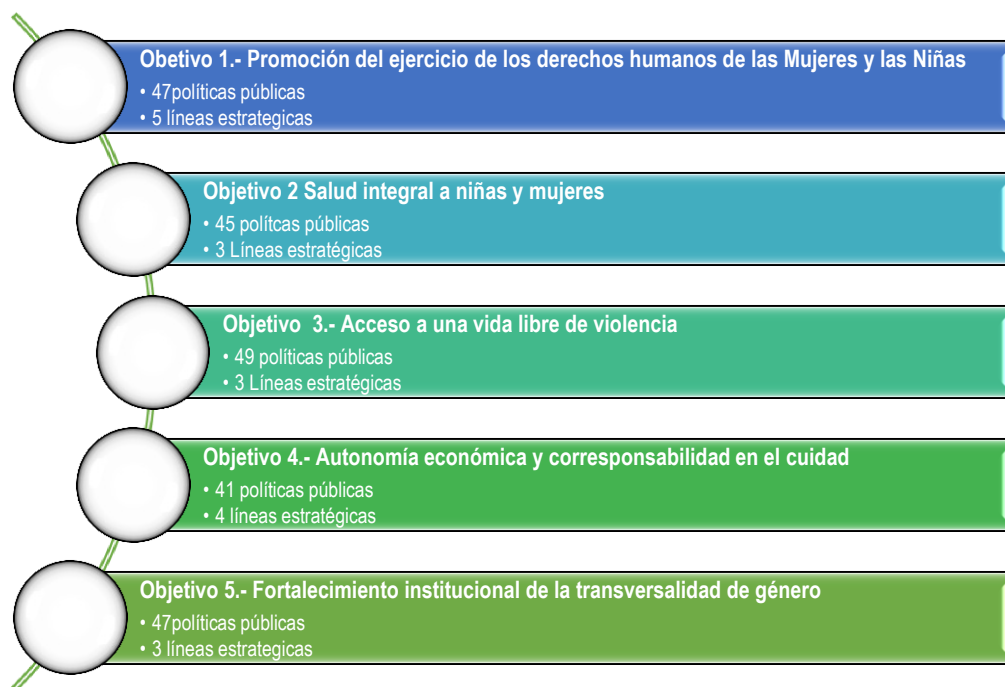 Obetivo 1.- Promoción del ejercicio de los derechos humanos de las Mujeres y las Niñas
• 47políticas públicas
• 5 líneas estrategicas
Objetivo 2 Salud integral a niñas y mujeres
• 45 polítcas públicas
• 3 Líneas estratégicas
Objetivo 3.- Acceso a una vida libre de violencia
• 49 políticas públicas
• 3 Líneas estratégicas
Objetivo 4.- Autonomía económica y corresponsabilidad en el cuidad
• 41 políticas públicas
• 4 líneas estratégicas
Objetivo 5.- Fortalecimiento institucional de la transversalidad de género
• 47políticas públicas
• 3 líneas estrategicas